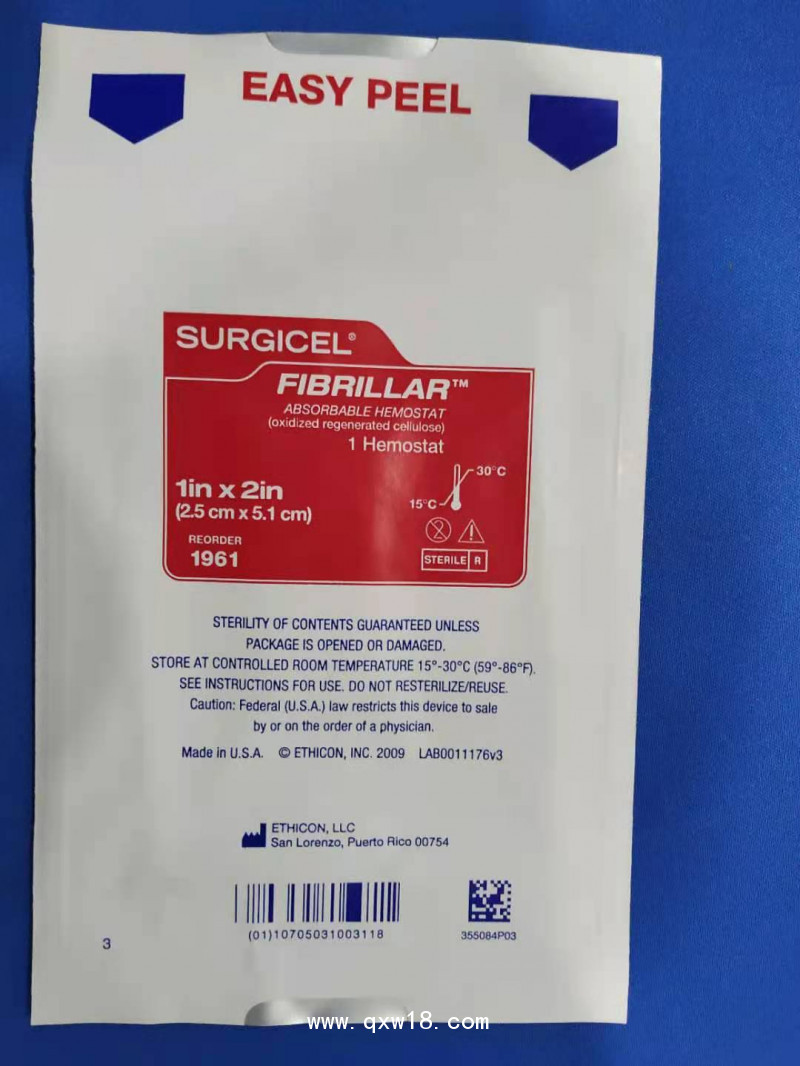 EASY PEEL
SURGICEL®
FIBRILLAR™
ABSORBABLE HEMOSTAT
(oxidized regenerated cellulose)
1 Hemostat
30°C
15°C
1in x 2in
(2.5 cm x 5.1 cm)
REORDER
1961
2
STERILE R
STERILITY OF CONTENTS GUARANTEED UNLESS
PACKAGE IS OPENED OR DAMAGED.
STORE AT CONTROLLED ROOM TEMPERATURE 15°-30°C (59°-86°F).
SEE INSTRUCTIONS FOR USE. DO NOT RESTERILIZE/REUSE.
Caution: Federal (U.S.A.) law restricts this device to sale
by or on the order of a physician.
Made in U.S.A. © ETHICON, INC. 2009 LAB0011176v3
ETHICON, LLC
San Lorenzo, Puerto Rico 00754
(01)10705031003118
355084P03
3
www.qxw18.com